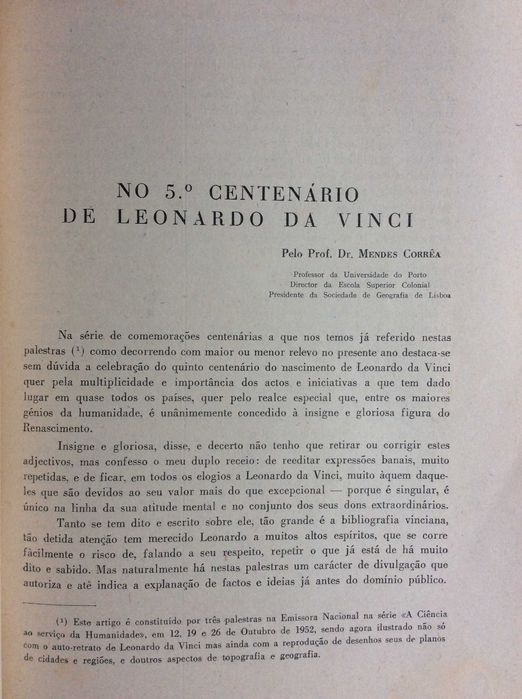 NO 5.º CENTENÁRIO
DE LEONARDO DA VINCI
Pelo Prof. Dr. MENDES CORRÊA
Professor da Universidade do Porto
Director da Escola Superior Colonial
Presidente da Sociedade de Geografia de Lisboa
Na série de comemorações centenárias a que nos temos já referido nestas
palestras (¹) como decorrendo com maior ou menor relevo no presente ano destaca-se
sem dúvida a celebração do quinto centenário do nascimento de Leonardo da Vinci
quer pela multiplicidade e importância dos actos e iniciativas a que tem dado
lugar em quase todos os países, quer pelo realce especial que, entre os maiores
génios da humanidade, é unânimemente concedido à insigne e gloriosa figura do
Renascimento.
Insigne e gloriosa, disse, e decerto não tenho que retirar ou corrigir estes
adjectivos, mas confesso o meu duplo receio: de reeditar expressões banais, muito
repetidas, e de ficar, em todos os elogios a Leonardo da Vinci, muito àquem daque-
les que são devidos ao seu valor mais do que excepcional — porque é singular, é
único na linha da sua atitude mental e no conjunto dos seus dons extraordinários.
Tanto se tem dito e escrito sobre ele, tão grande é a bibliografia vinciana,
tão detida atenção tem merecido Leonardo a muitos altos espíritos, que se corre
fàcilmente o risco de, falando a seu respeito, repetir o que já está de há muito
dito e sabido. Mas naturalmente há nestas palestras um carácter de divulgação que
autoriza e até indica a explanação de factos e ideias já antes do domínio público.
(¹) Este artigo é constituído por três palestras na Emissora Nacional na série «A Ciência
ao serviço da Humanidade», em 12, 19 e 26 de Outubro de 1952, sendo agora ilustrado não só
com o auto-retrato de Leonardo da Vinci mas ainda com a reprodução de desenhos seus de planos
de cidades e regiões, e doutros aspectos de topografia e geografia.